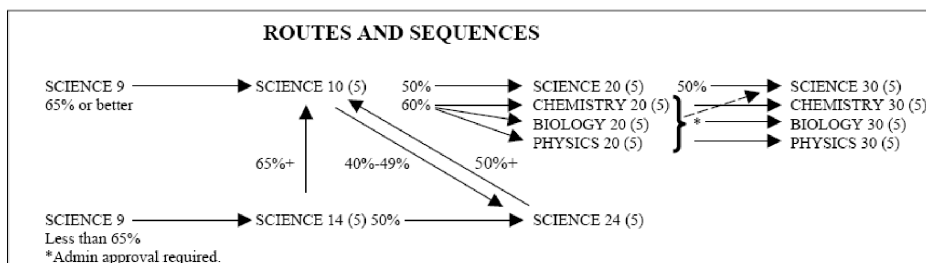 ROUTES AND SEQUENCES
SCIENCE 9 SCIENCE 10 (5) 50% SCIENCE 20 (5) 50% SCIENCE 30 (5)
65% or better 60% CHEMISTRY 20 (5) CHEMISTRY 30 (5)
BIOLOGY 20 (5) * BIOLOGY 30 (5)
PHYSICS 20 (5) PHYSICS 30 (5)
65%+ 40%-49% 50%+
SCIENCE 9 SCIENCE 14 (5) 50% SCIENCE 24 (5)
Less than 65%
*Admin approval required.